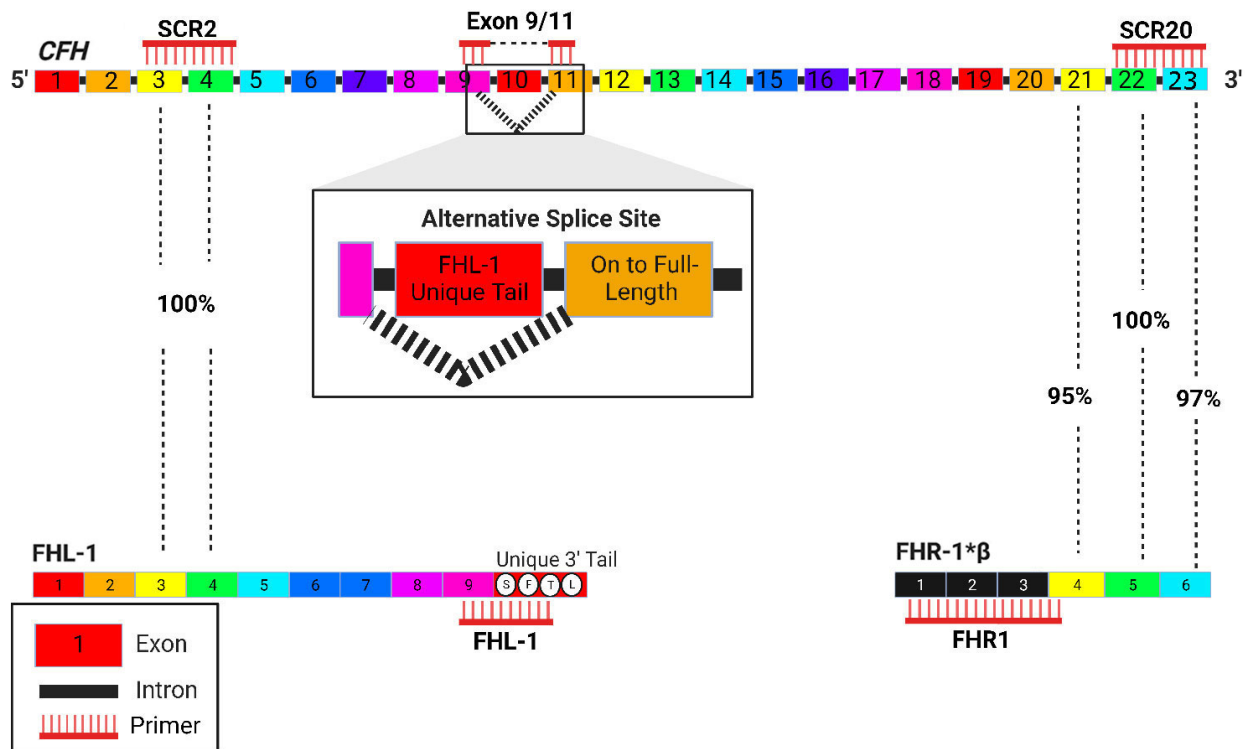 SCR2
Exon 9/11
SCR20
CFH
5' 1 2 3 4 5 6 7 8 9 10 11 12 13 14 15 16 17 18 19 20 21 22 23 3'
Alternative Splice Site
FHL-1
Unique Tail
On to Full-
Length
100%
100%
95%
97%
FHL-1
Unique 3' Tail
1 2 3 4 5 6 7 8 9 S F T L
FHL-1
FHR-1*β
1 2 3 4 5 6
FHR1
1 Exon
Intron
Primer